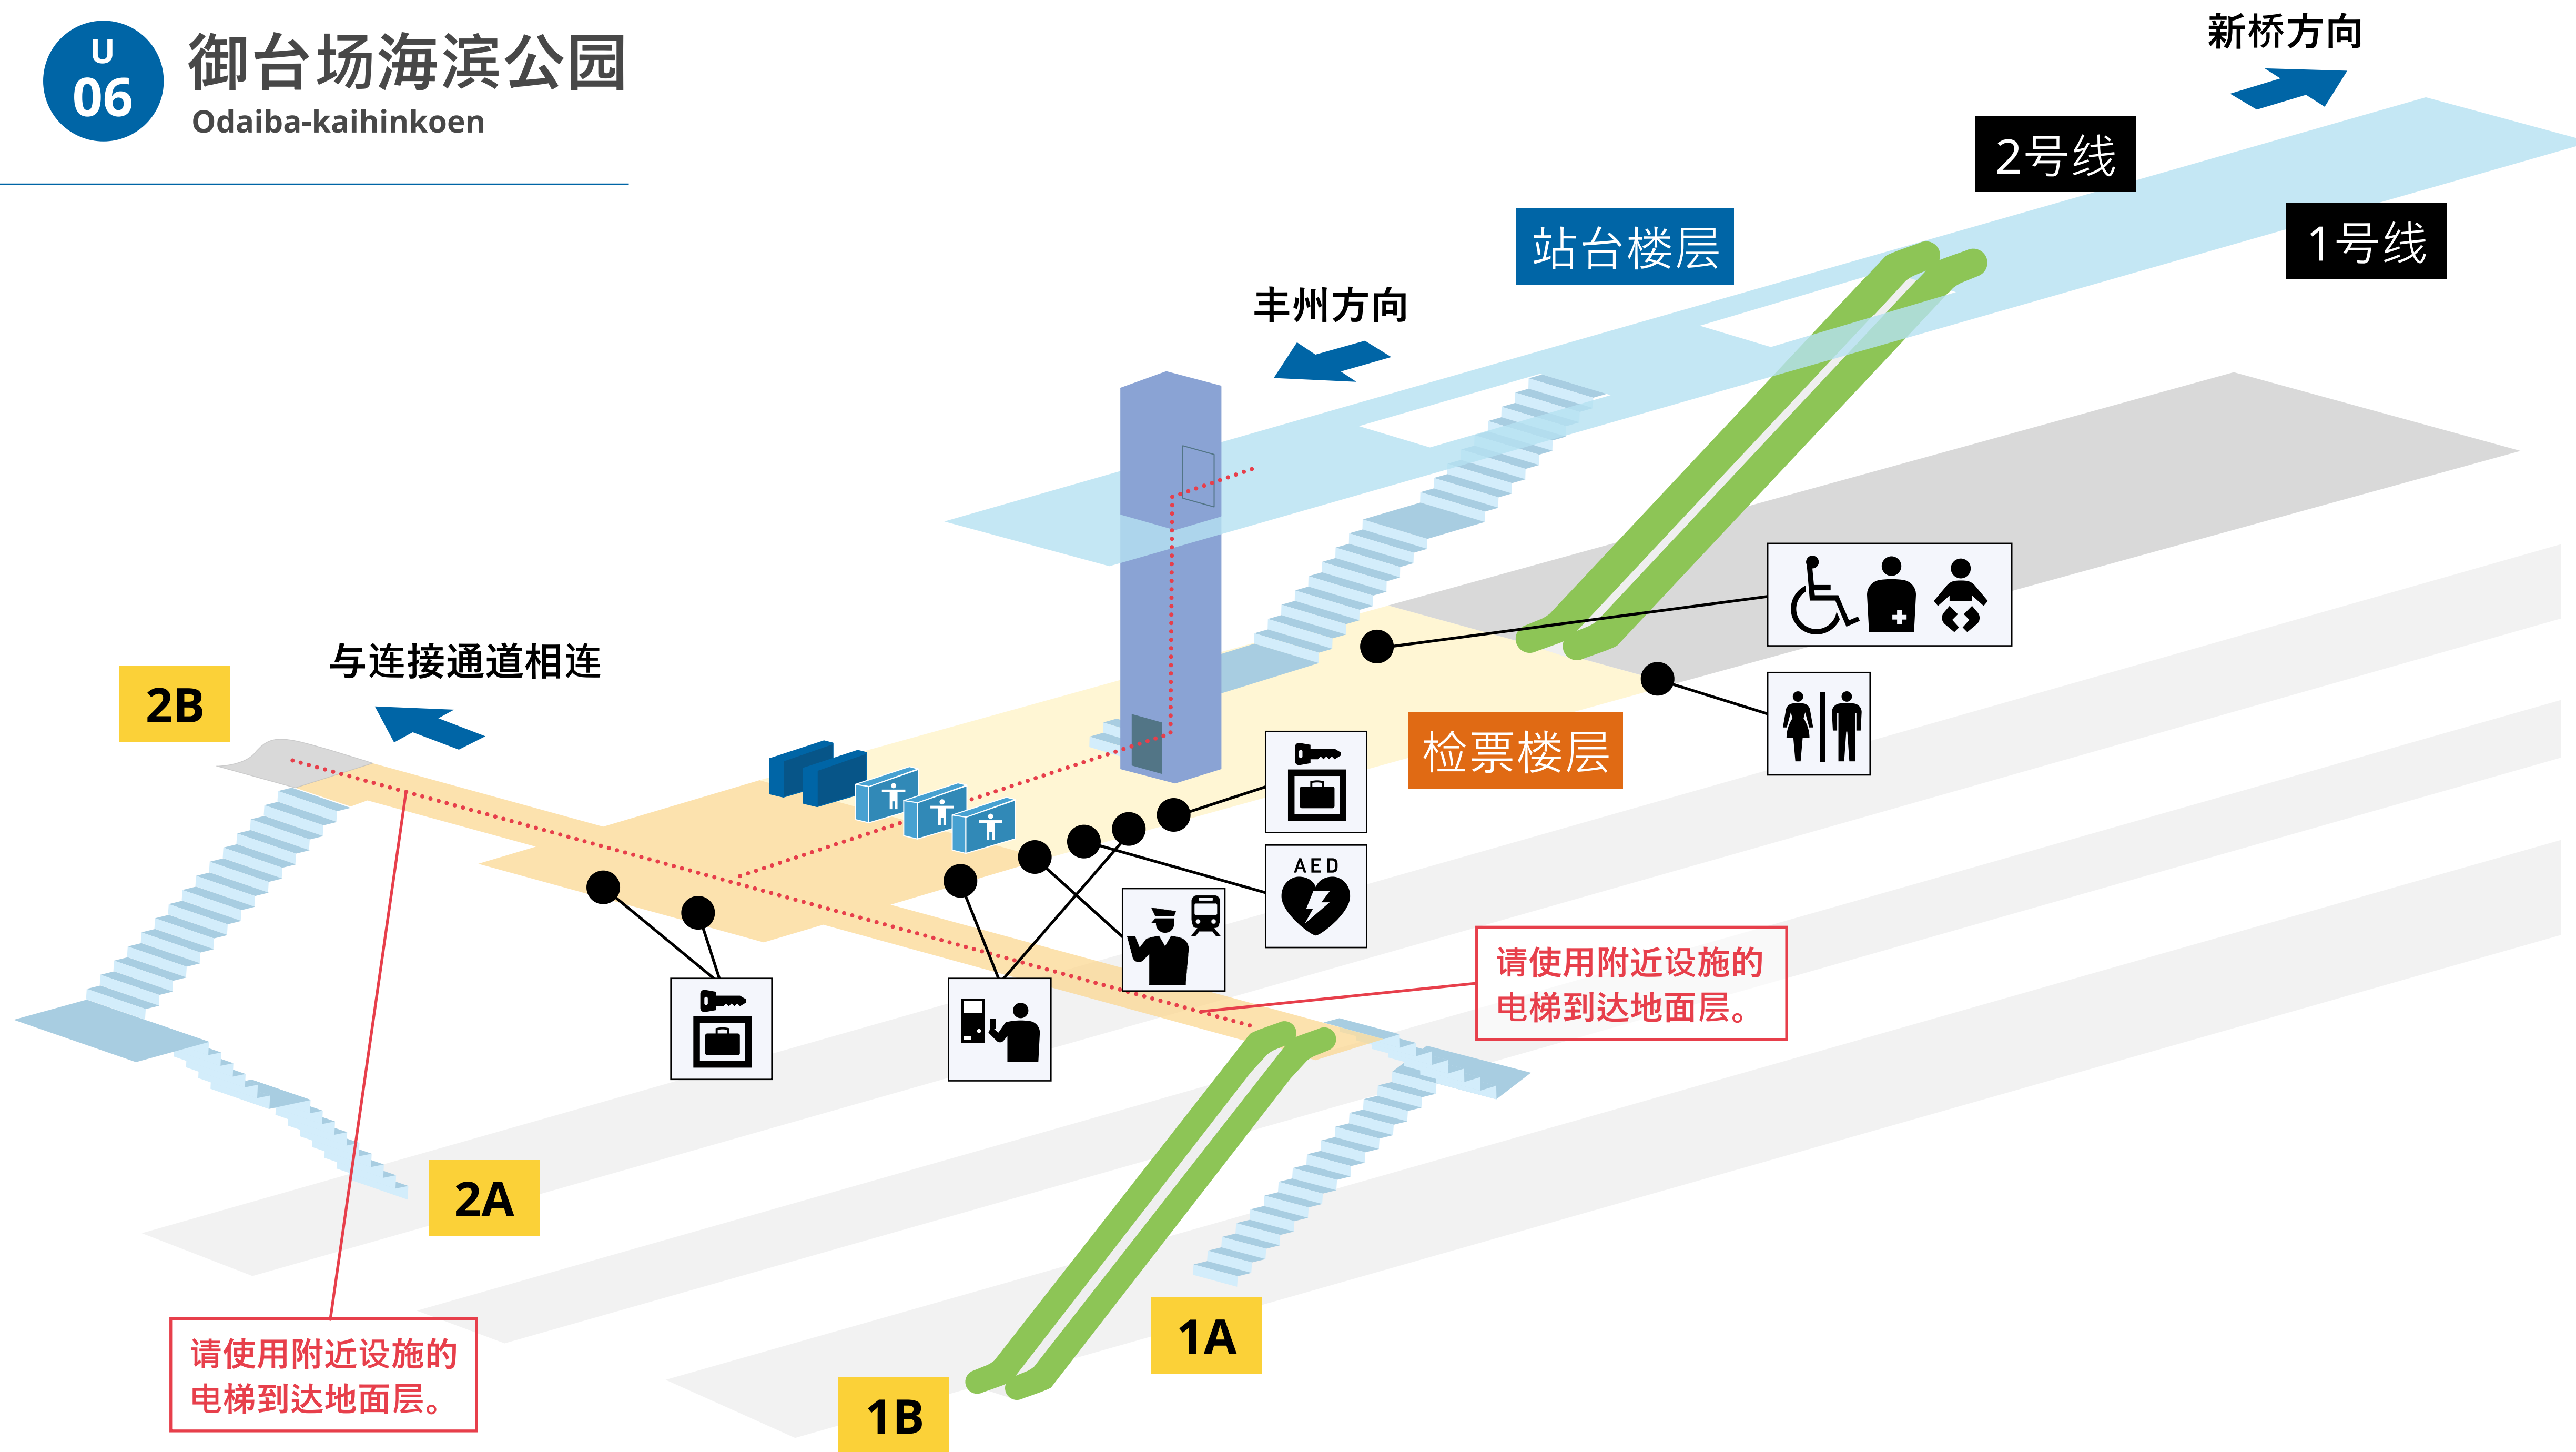 U
06
御台场海滨公园
Odaiba-kaihinkoen
新桥方向
2号线
1号线
站台楼层
丰州方向
与连接通道相连
2B
检票楼层
AED
请使用附近设施的
电梯到达地面层。
2A
1A
请使用附近设施的
电梯到达地面层。
1B